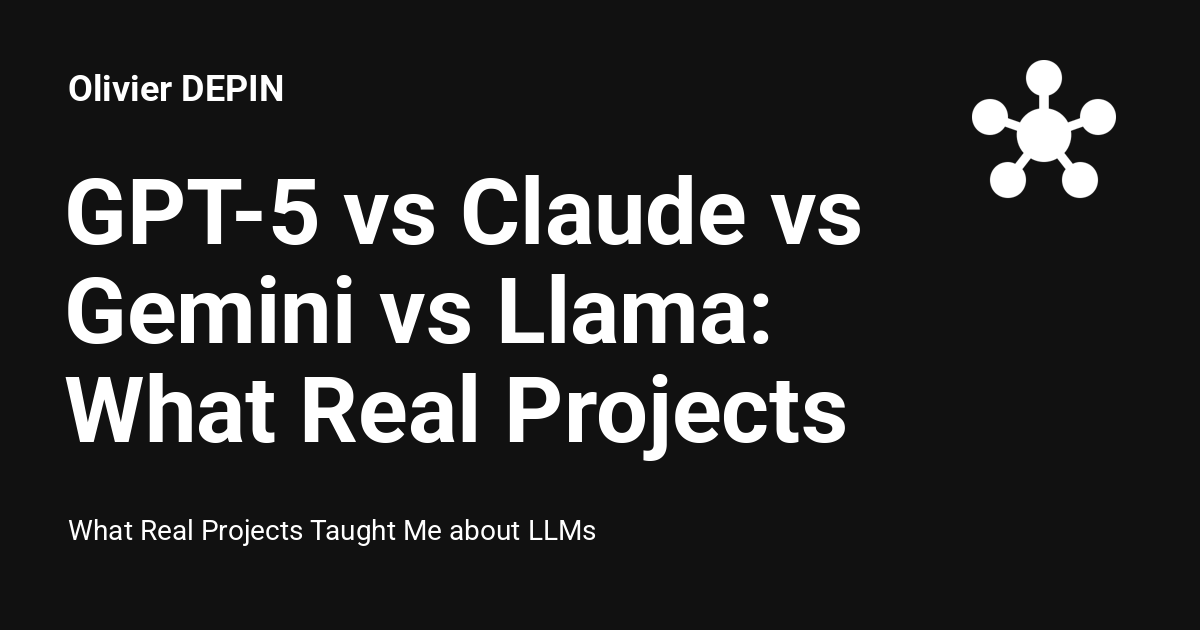 Olivier DEPIN
GPT-5 vs Claude vs
Gemini vs Llama:
What Real Projects
What Real Projects Taught Me about LLMs